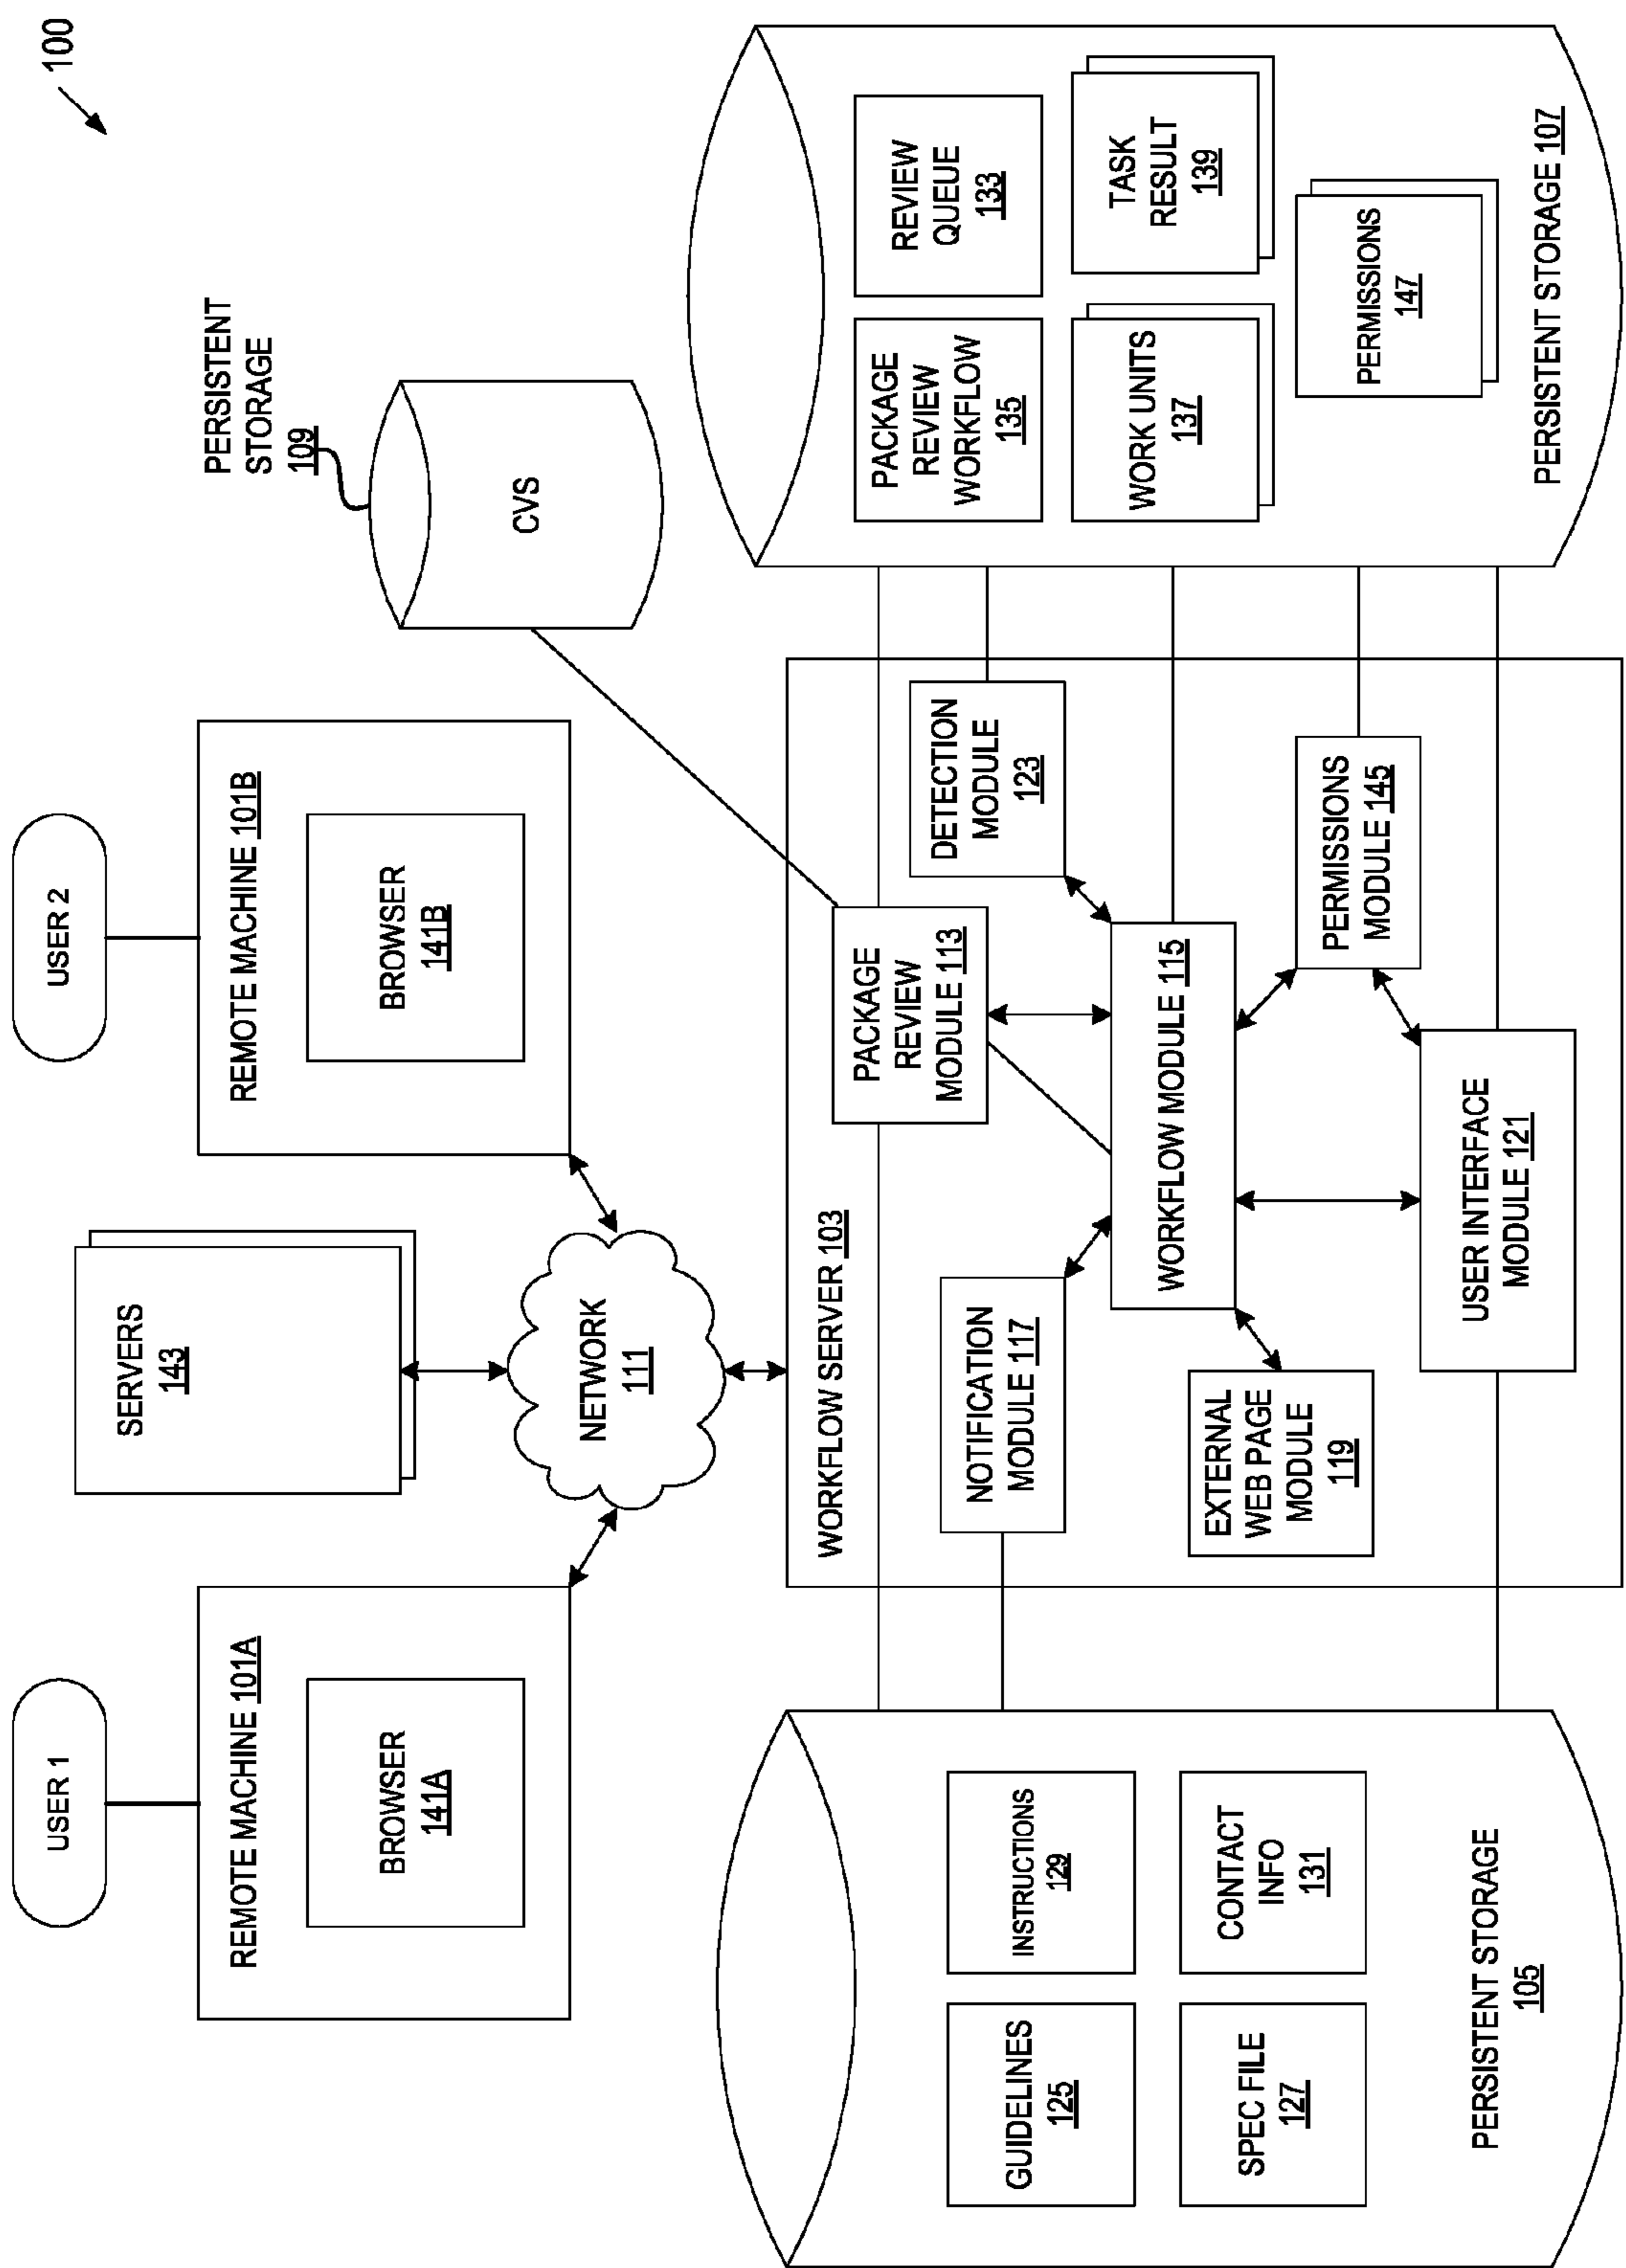 100
USER 1
USER 2
REMOTE MACHINE 101A
BROWSER
141A
SERVERS
143
REMOTE MACHINE 101B
BROWSER
141B
NETWORK
111
PERSISTENT
STORAGE
109
CVS
PERSISTENT STORAGE
105
GUIDELINES
125
INSTRUCTIONS
129
SPEC FILE
127
CONTACT
INFO
131
WORKFLOW SERVER 103
PACKAGE
REVIEW
MODULE 113
DETECTION
MODULE
123
NOTIFICATION
MODULE 117
WORKFLOW MODULE 115
EXTERNAL
WEB PAGE
MODULE
119
PERMISSIONS
MODULE 145
USER INTERFACE
MODULE 121
PACKAGE
REVIEW
WORKFLOW
135
REVIEW
QUEUE
133
WORK UNITS
137
TASK
RESULT
139
PERMISSIONS
147
PERSISTENT STORAGE 107